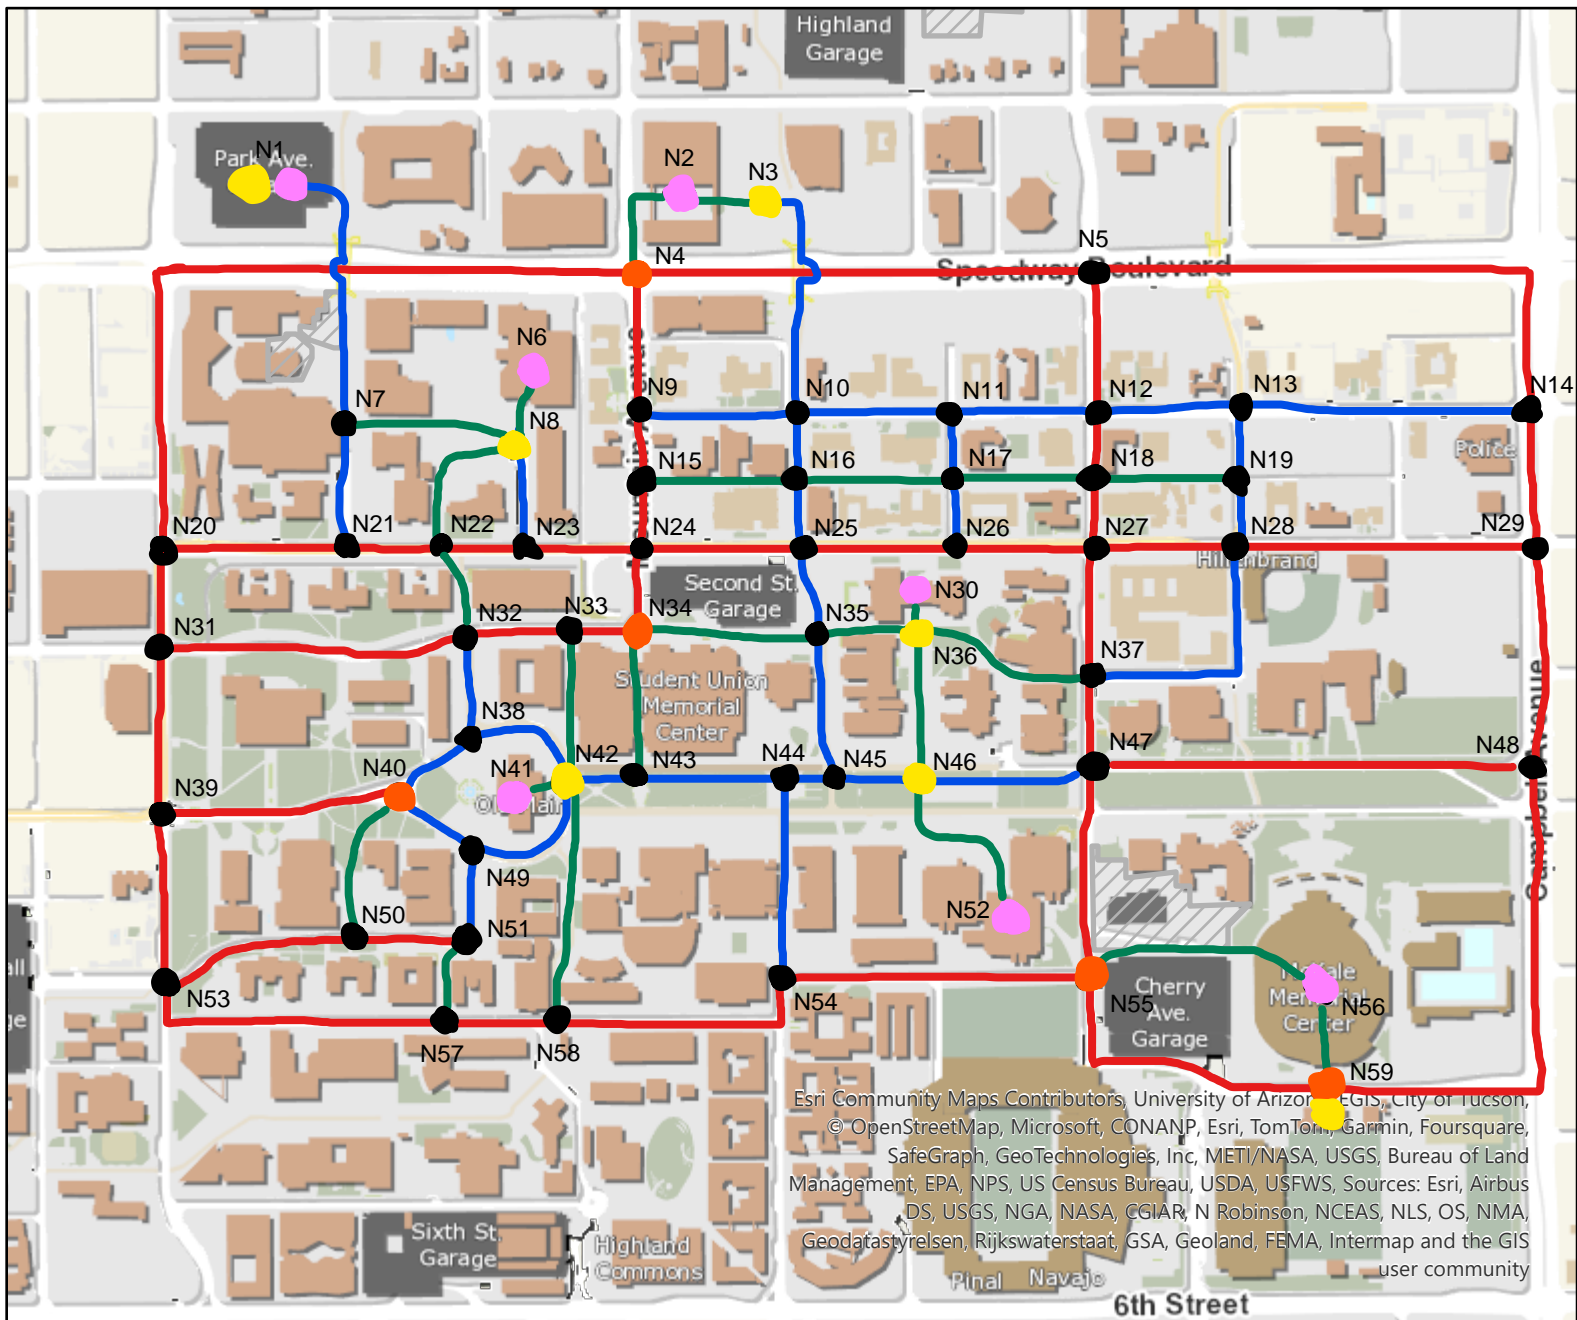 Highland
Garage
N1
Park Ave.
N2
N3
N4
N5
Speedway Boulevard
N6
N7
N8
N9
N10
N11
N12
N13
N14
N15
N16
N17
N18
N19
Police
N20
N21
N22
N23
N24
N25
N26
N27
N28
N29
Second St.
Garage
N30
N31
N32
N33
N34
N35
N36
N37
Student Union
Memorial
Center
N38
N39
N40
N41
N42
N43
N44
N45
N46
N47
N48
Campbell Avenue
N49
N50
N51
N52
N53
N54
N55
Cherry
Ave.
Garage
McKale
Memorial
Center
N56
N57
N58
N59
Esri Community Maps Contributors, University of Arizona, EGIS, City of Tucson,
© OpenStreetMap, Microsoft, CONANP, Esri, TomTom, Garmin, Foursquare,
SafeGraph, GeoTechnologies, Inc, METI/NASA, USGS, Bureau of Land
Management, EPA, NPS, US Census Bureau, USDA, USFWS, Sources: Esri, Airbus
DS, USGS, NGA, NASA, CGIAR, N Robinson, NCEAS, NLS, OS, NMA,
Geodatastyrelsen, Rijkswaterstaat, GSA, Geoland, FEMA, Intermap and the GIS
user community
Sixth St.
Garage
Highland
Commons
Pinal Navajo
6th Street